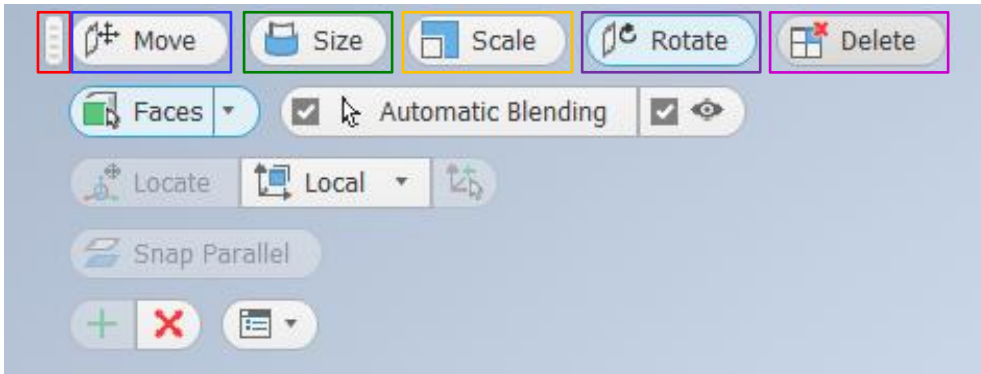 Move Size Scale Rotate Delete
Faces Automatic Blending
Locate Local
Snap Parallel